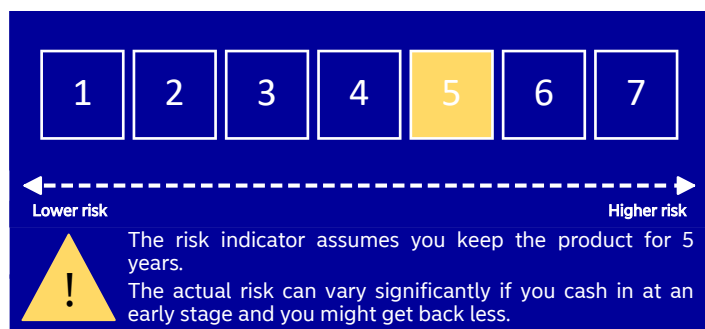 1 2 3 4 5 6 7
Lower risk Higher risk
The risk indicator assumes you keep the product for 5
years.
! The actual risk can vary significantly if you cash in at an
early stage and you might get back less.